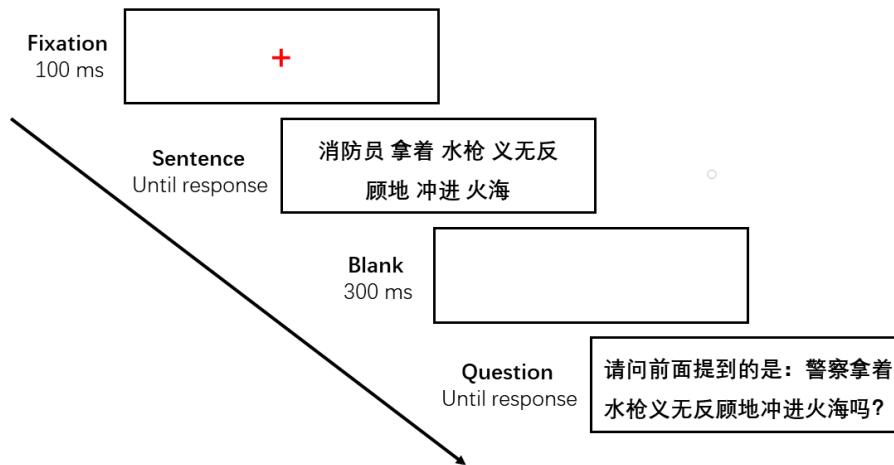 Fixation
100 ms
Sentence
Until response
消防员 拿着 水枪 义无反
顾地 冲进 火海
Blank
300 ms
Question
Until response
请问前面提到的是：警察拿着
水枪义无反顾地冲进火海吗？